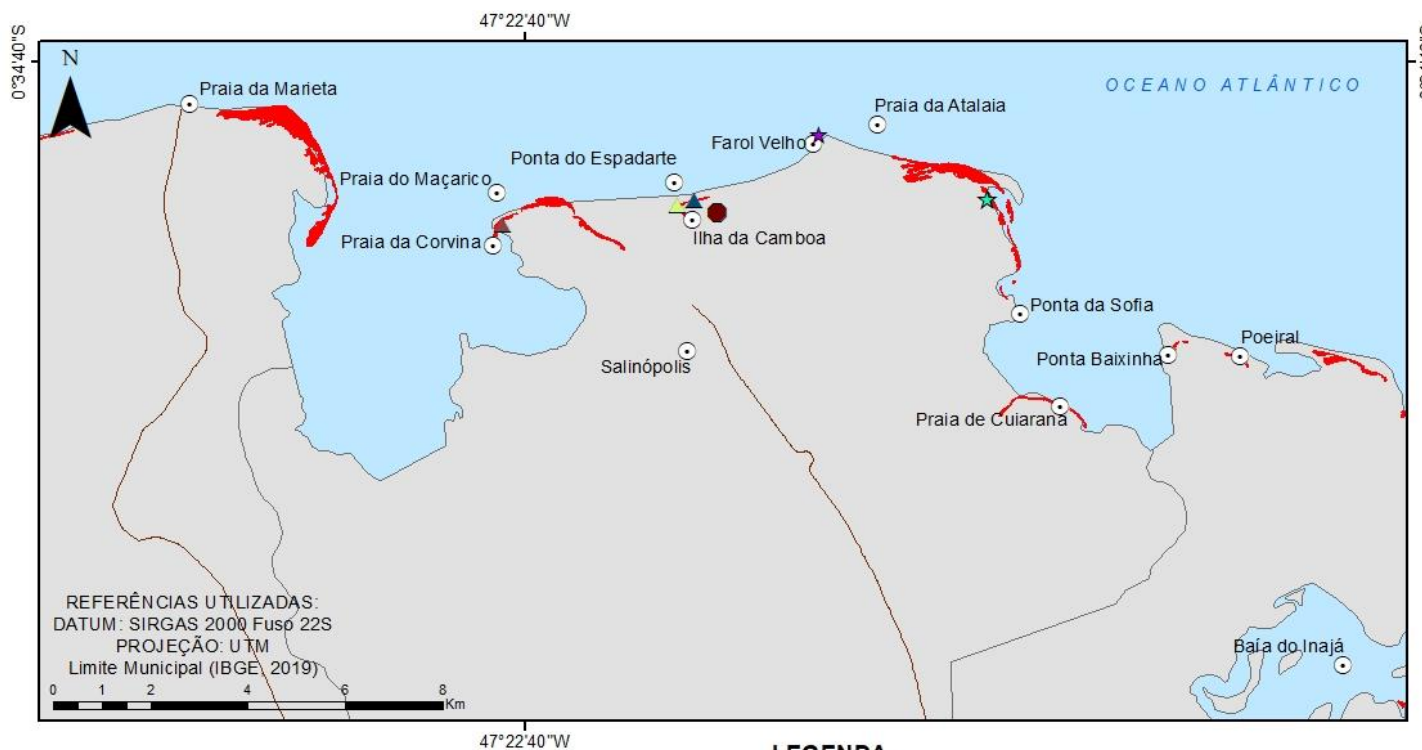 47°22'40"W
0°34'40"S
N
Praia da Marieta
OCEANO ATLÂNTICO
Praia da Atalaia
Farol Velho
Ponta do Espadarte
Praia do Maçarico
Praia da Corvina
Ilha da Camboa
Ponta da Sofia
Salinópolis
Ponta Baixinha
Poeiral
Praia de Cuiarana
REFERÊNCIAS UTILIZADAS:
DATUM: SIRGAS 2000 Fuso 22S
PROJEÇÃO: UTM
Limite Municipal (IBGE, 2019)
Baía do Inajá
0 1 2 4 6 8
Km
47°22'40"W
LEGENDA